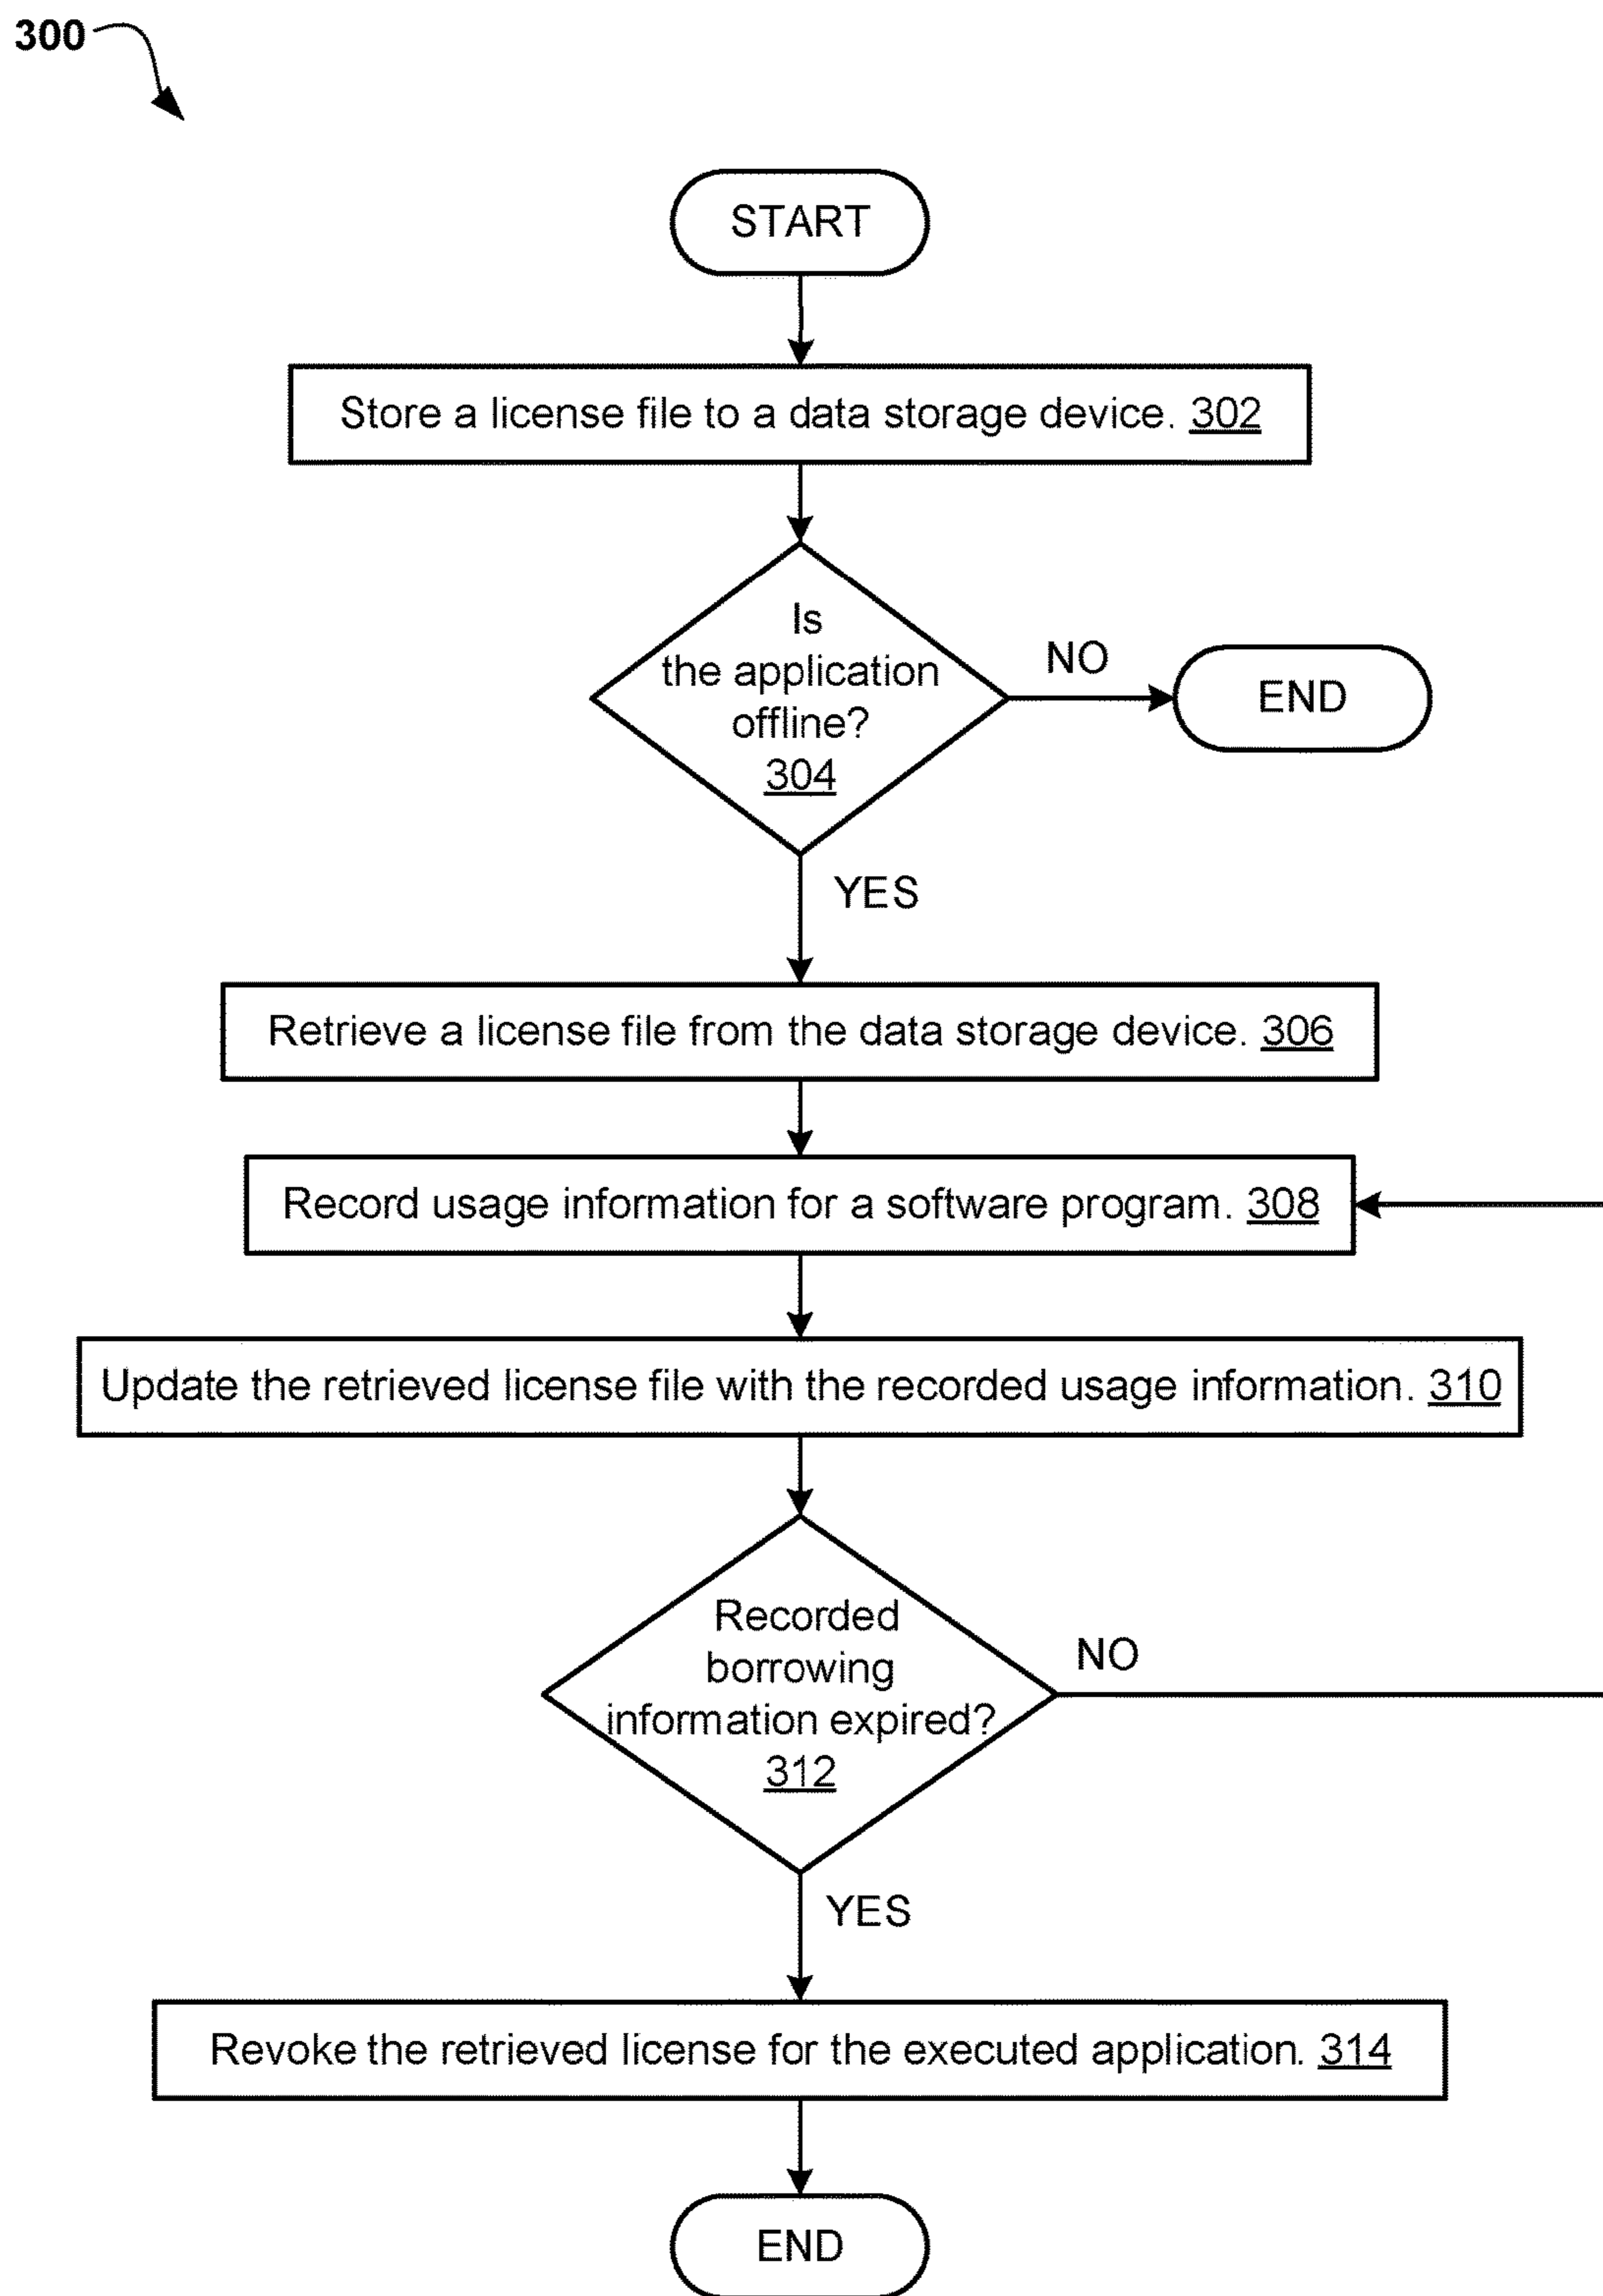 300
START
Store a license file to a data storage device. 302
Is
the application
offline?
304
NO
END
YES
Retrieve a license file from the data storage device. 306
Record usage information for a software program. 308
Update the retrieved license file with the recorded usage information. 310
Recorded
borrowing
information expired?
312
NO
YES
Revoke the retrieved license for the executed application. 314
END